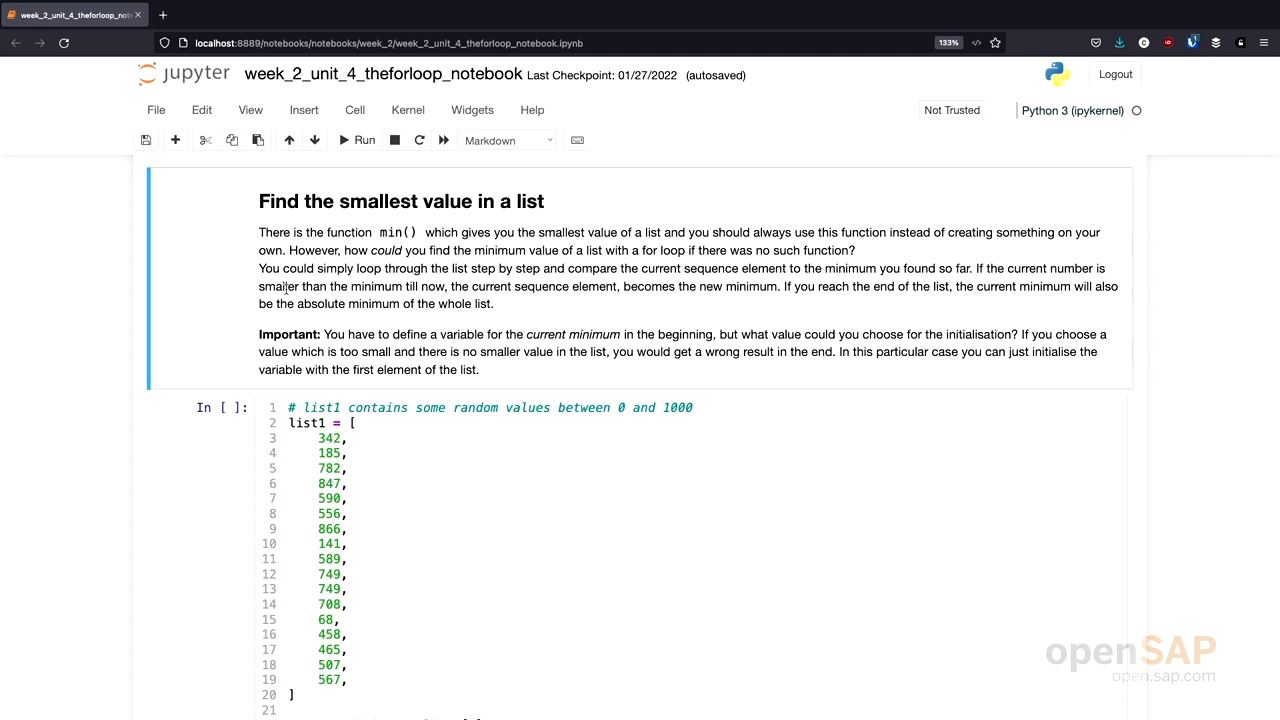 week_2_unit_4_theforloop_not
localhost:8889/notebooks/notebooks/week_2/week_2_unit_4_theforloop_notebook.ipynb
133%
jupyter week_2_unit_4_theforloop_notebook Last Checkpoint: 01/27/2022 (autosaved)
Logout
File Edit View Insert Cell Kernel Widgets Help
Not Trusted
Python 3 (ipykernel)
Run
Markdown
Find the smallest value in a list
There is the function min() which gives you the smallest value of a list and you should always use this function instead of creating something on your
own. However, how could you find the minimum value of a list with a for loop if there was no such function?
You could simply loop through the list step by step and compare the current sequence element to the minimum you found so far. If the current number is
smaller than the minimum till now, the current sequence element, becomes the new minimum. If you reach the end of the list, the current minimum will also
be the absolute minimum of the whole list.
Important: You have to define a variable for the current minimum in the beginning, but what value could you choose for the initialisation? If you choose a
value which is too small and there is no smaller value in the list, you would get a wrong result in the end. In this particular case you can just initialise the
variable with the first element of the list.
In [ ]: 1 # list1 contains some random values between 0 and 1000
2 list1 = [
3 342,
4 185,
5 782,
6 847,
7 590,
8 556,
9 866,
10 141,
11 589,
12 749,
13 749,
14 708,
15 68,
16 458,
17 465,
18 507,
19 567,
20 ]
21
openSAP
open.sap.com